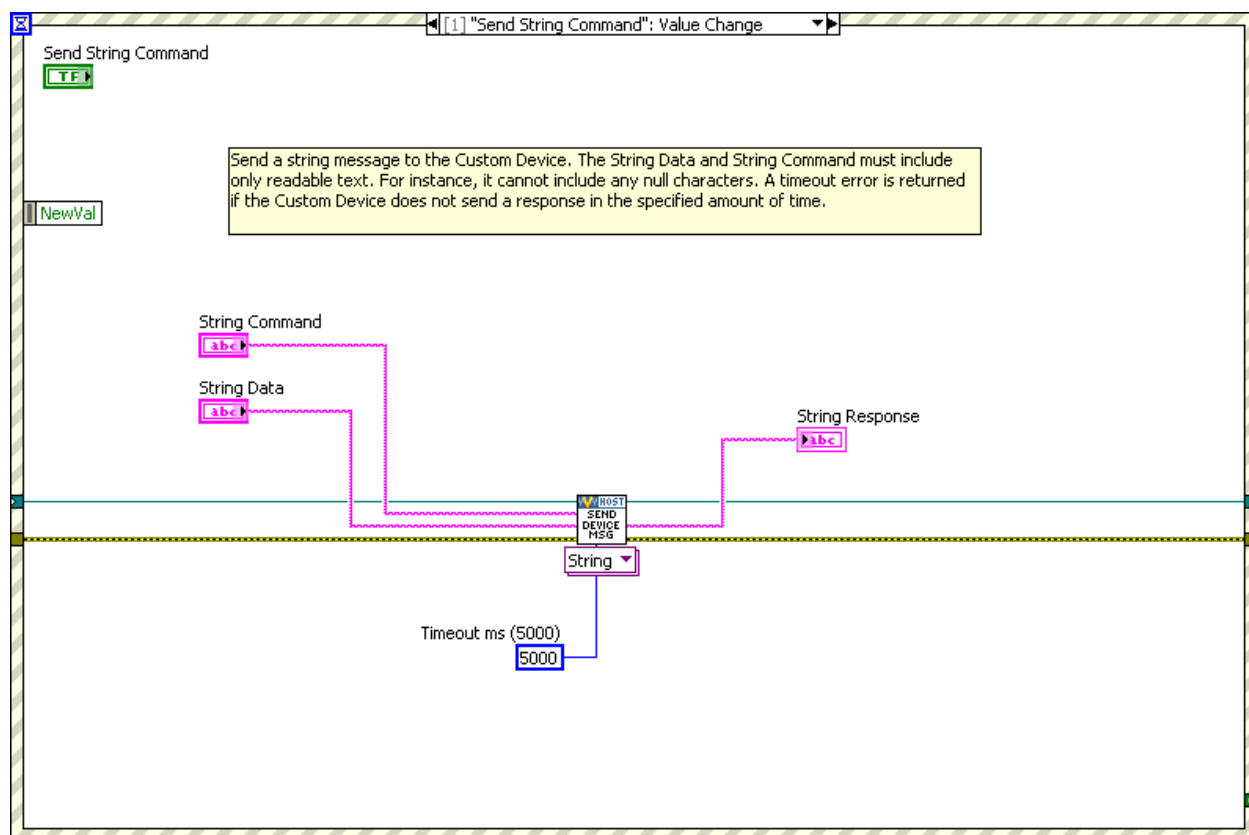 [1] "Send String Command": Value Change
Send String Command
TF
Send a string message to the Custom Device. The String Data and String Command must include
only readable text. For instance, it cannot include any null characters. A timeout error is returned
if the Custom Device does not send a response in the specified amount of time.
NewVal
String Command
abc
String Data
abc
String Response
abc
HOST
SEND
DEVICE
MSG
String
Timeout ms (5000)
5000